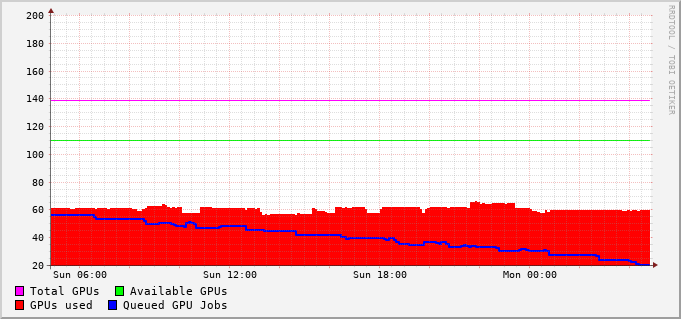 200
180
160
140
120
100
80
60
40
20
Sun 06:00 Sun 12:00 Sun 18:00 Mon 00:00
Total GPUs Available GPUs
GPUs used Queued GPU Jobs
RRDTOOL / TOBI OETIKER